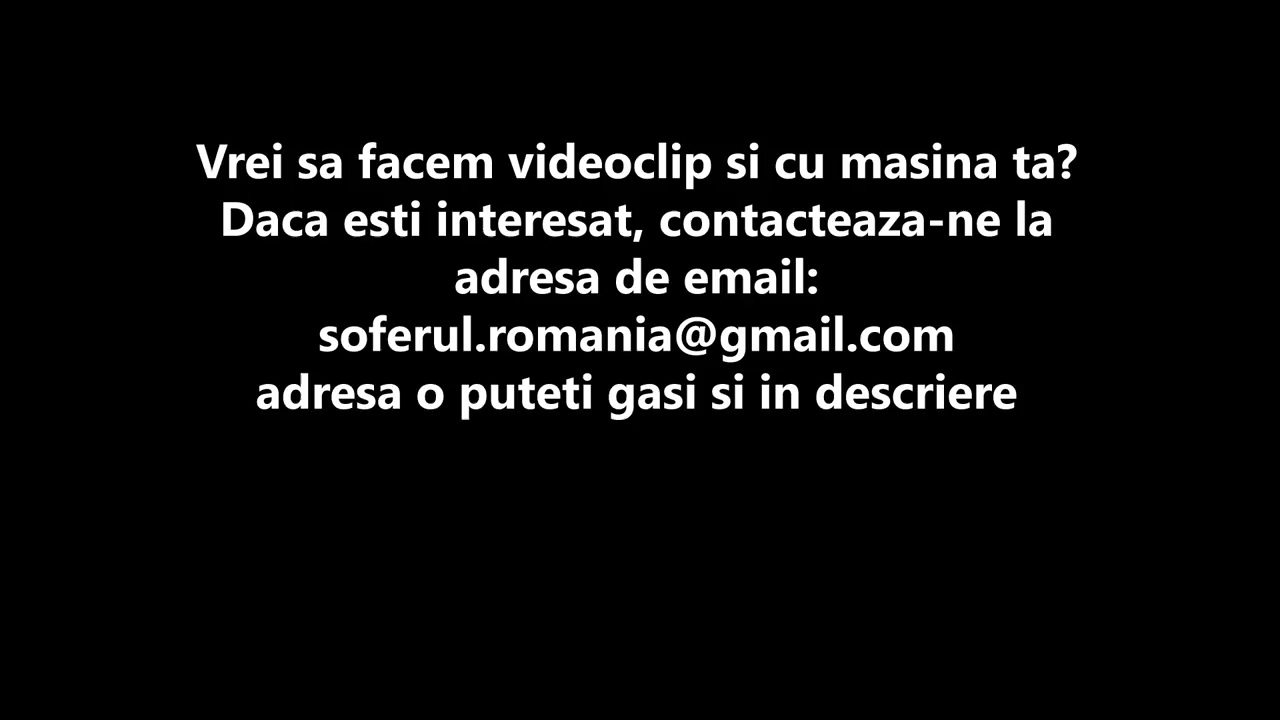 Vrei sa facem videoclip si cu masina ta?
Daca esti interesat, contacteaza-ne la
adresa de email:
soferul.romania@gmail.com
adresa o puteti gasi si in descriere